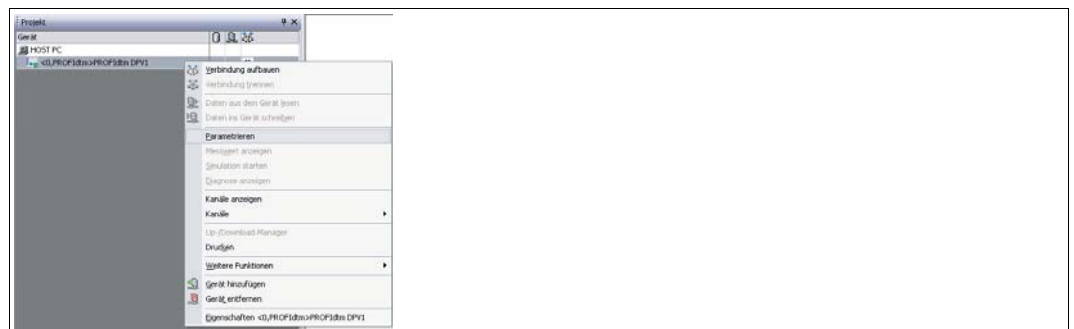 Projekt
Gerät
HOST PC
<0,PROFIdtm>PROFIdtm DPV1
Verbindung aufbauen
Verbindung trennen
Daten aus dem Gerät lesen
Daten ins Gerät schreiben
Parametrieren
Messwert anzeigen
Simulation starten
Diagnose anzeigen
Kanäle anzeigen
Kanäle
Up-/Download Manager
Drucken
Weitere Funktionen
Gerät hinzufügen
Gerät entfernen
Eigenschaften <0,PROFIdtm>PROFIdtm DPV1